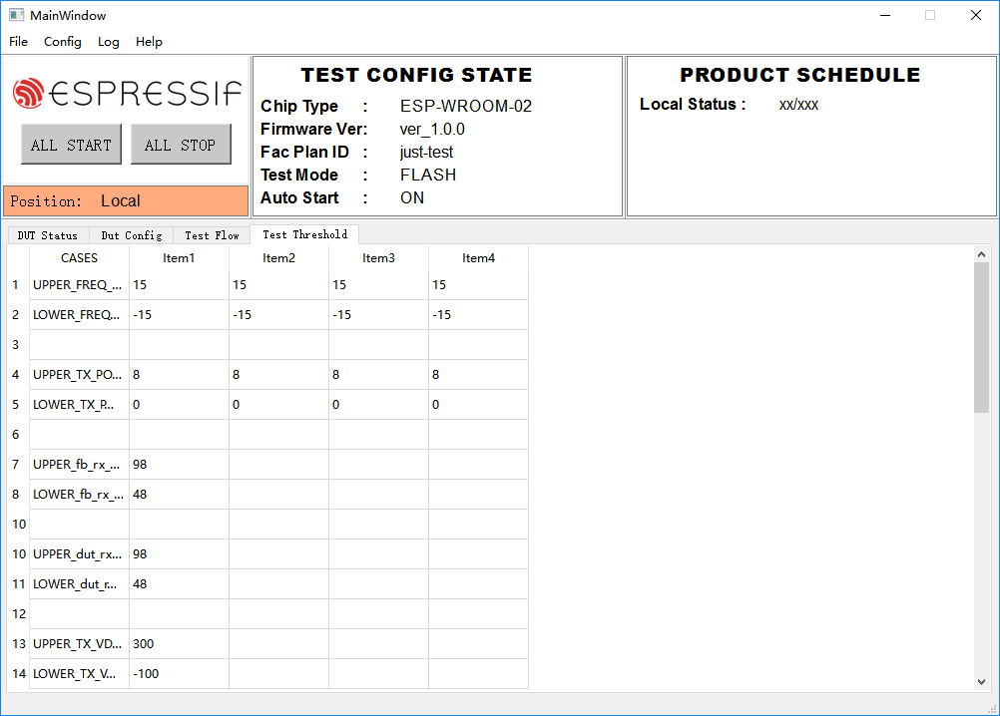 MainWindow
File Config Log Help
ESPRESSIF
ALL START ALL STOP
Position: Local
TEST CONFIG STATE
Chip Type : ESP-WROOM-02
Firmware Ver: ver_1.0.0
Fac Plan ID : just-test
Test Mode : FLASH
Auto Start : ON
PRODUCT SCHEDULE
Local Status : xx/xxx
DUT Status Dut Config Test Flow Test Threshold
CASES Item1 Item2 Item3 Item4
1 UPPER_FREQ_... 15 15 15 15
2 LOWER_FREQ... -15 -15 -15 -15
3
4 UPPER_TX_PO... 8 8 8 8
5 LOWER_TX_P... 0 0 0 0
6
7 UPPER_fb_rx_... 98
8 LOWER_fb_rx_... 48
10
10 UPPER_dut_rx... 98
11 LOWER_dut_r... 48
12
13 UPPER_TX_VD... 300
14 LOWER_TX_V... -100